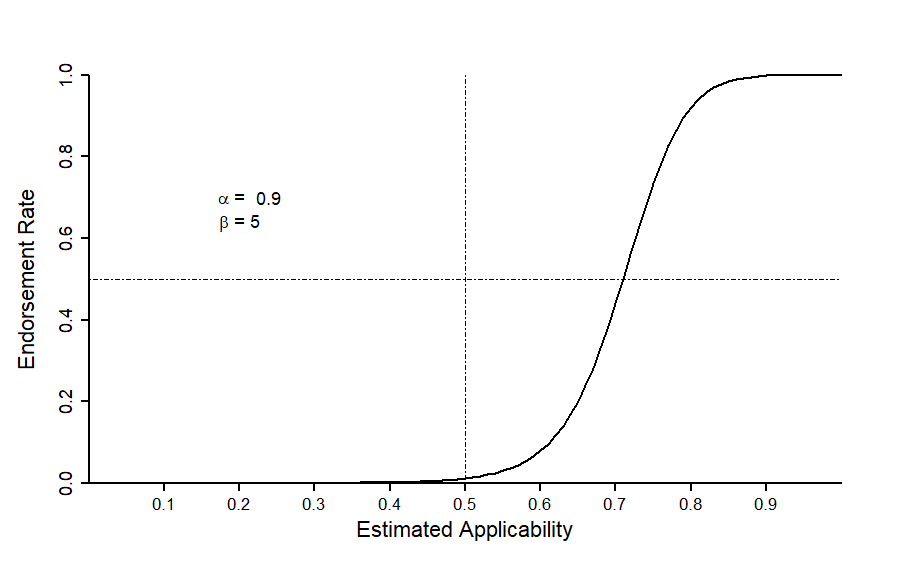 1.0
0.8
0.6
0.4
0.2
0.0
Endorsement Rate
α = 0.9
β = 5
0.1 0.2 0.3 0.4 0.5 0.6 0.7 0.8 0.9
Estimated Applicability